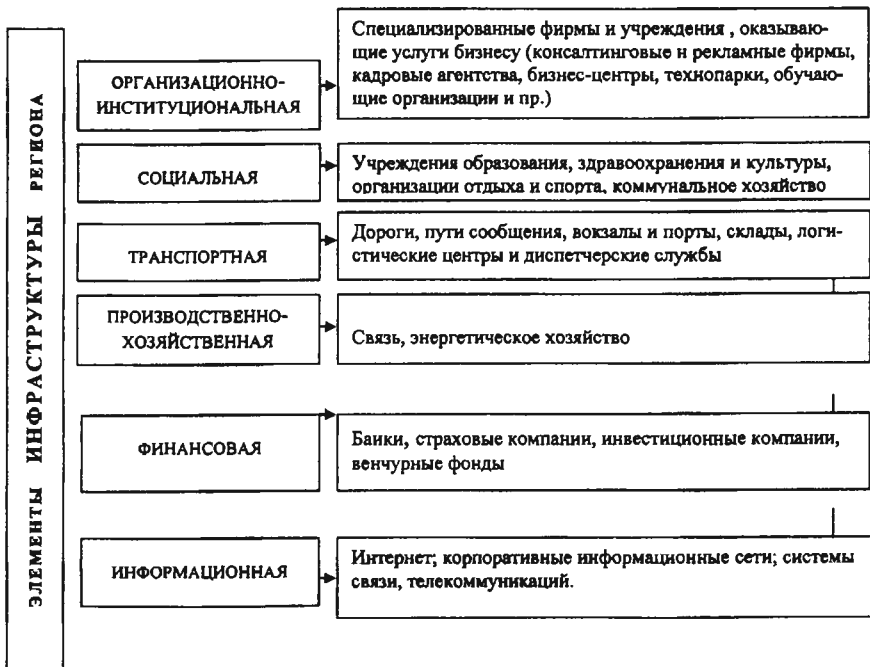 ЭЛЕМЕНТЫ ИНФРАСТРУКТУРЫ РЕГИОНА
ОРГАНИЗАЦИОННО-
ИНСТИТУЦИОНАЛЬНАЯ
Специализированные фирмы и учреждения , оказываю-
щие услуги бизнесу (консалтинговые н рекламные фирмы,
кадровые агентства, бизнес-центры, технопарки, обучаю-
щие организации и пр.)
СОЦИАЛЬНАЯ
Учреждения образования, здравоохранения и культуры,
организации отдыха и спорта, коммунальное хозяйство
ТРАНСПОРТНАЯ
Дороги, пути сообщения, вокзалы и порты, склады, логи-
стические центры и диспетчерские службы
ПРОИЗВОДСТВЕННО-
ХОЗЯЙСТВЕННАЯ
Связь, энергетическое хозяйство
ФИНАНСОВАЯ
Баики, страховые компании, инвестиционные компании,
венчурные фонды
ИНФОРМАЦИОННАЯ
Интернет; корпоративные информационные сети; системы
связи, телекоммуникаций.